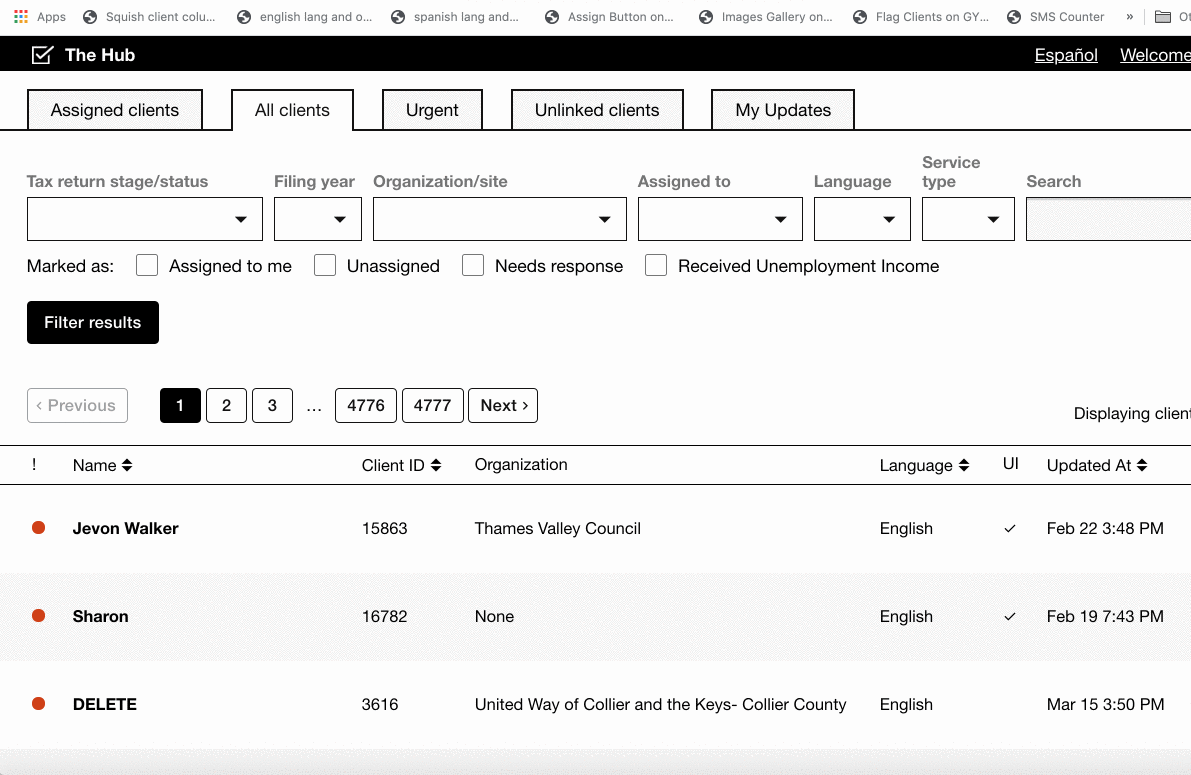 Apps Squish client colu... english lang and o... spanish lang and... Assign Button on... Images Gallery on... Flag Clients on GY... SMS Counter » Ot
The Hub Español Welcome
Assigned clients All clients Urgent Unlinked clients My Updates
Tax return stage/status Filing year Organization/site Assigned to Language Service type Search
Marked as: Assigned to me Unassigned Needs response Received Unemployment Income
Filter results
‹ Previous 1 2 3 ... 4776 4777 Next ›
Displaying client
! Name Client ID Organization Language UI Updated At
Jevon Walker 15863 Thames Valley Council English ✓ Feb 22 3:48 PM
Sharon 16782 None English ✓ Feb 19 7:43 PM
DELETE 3616 United Way of Collier and the Keys- Collier County English Mar 15 3:50 PM